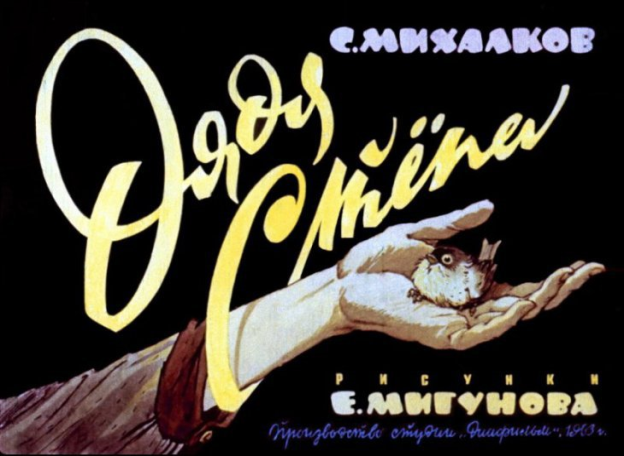 С. МИХАЛКОВ
Дядя
Стёпа
РИСУНКИ
Е. МИГУНОВА
Производство студии „Диафильм“, 1963 г.